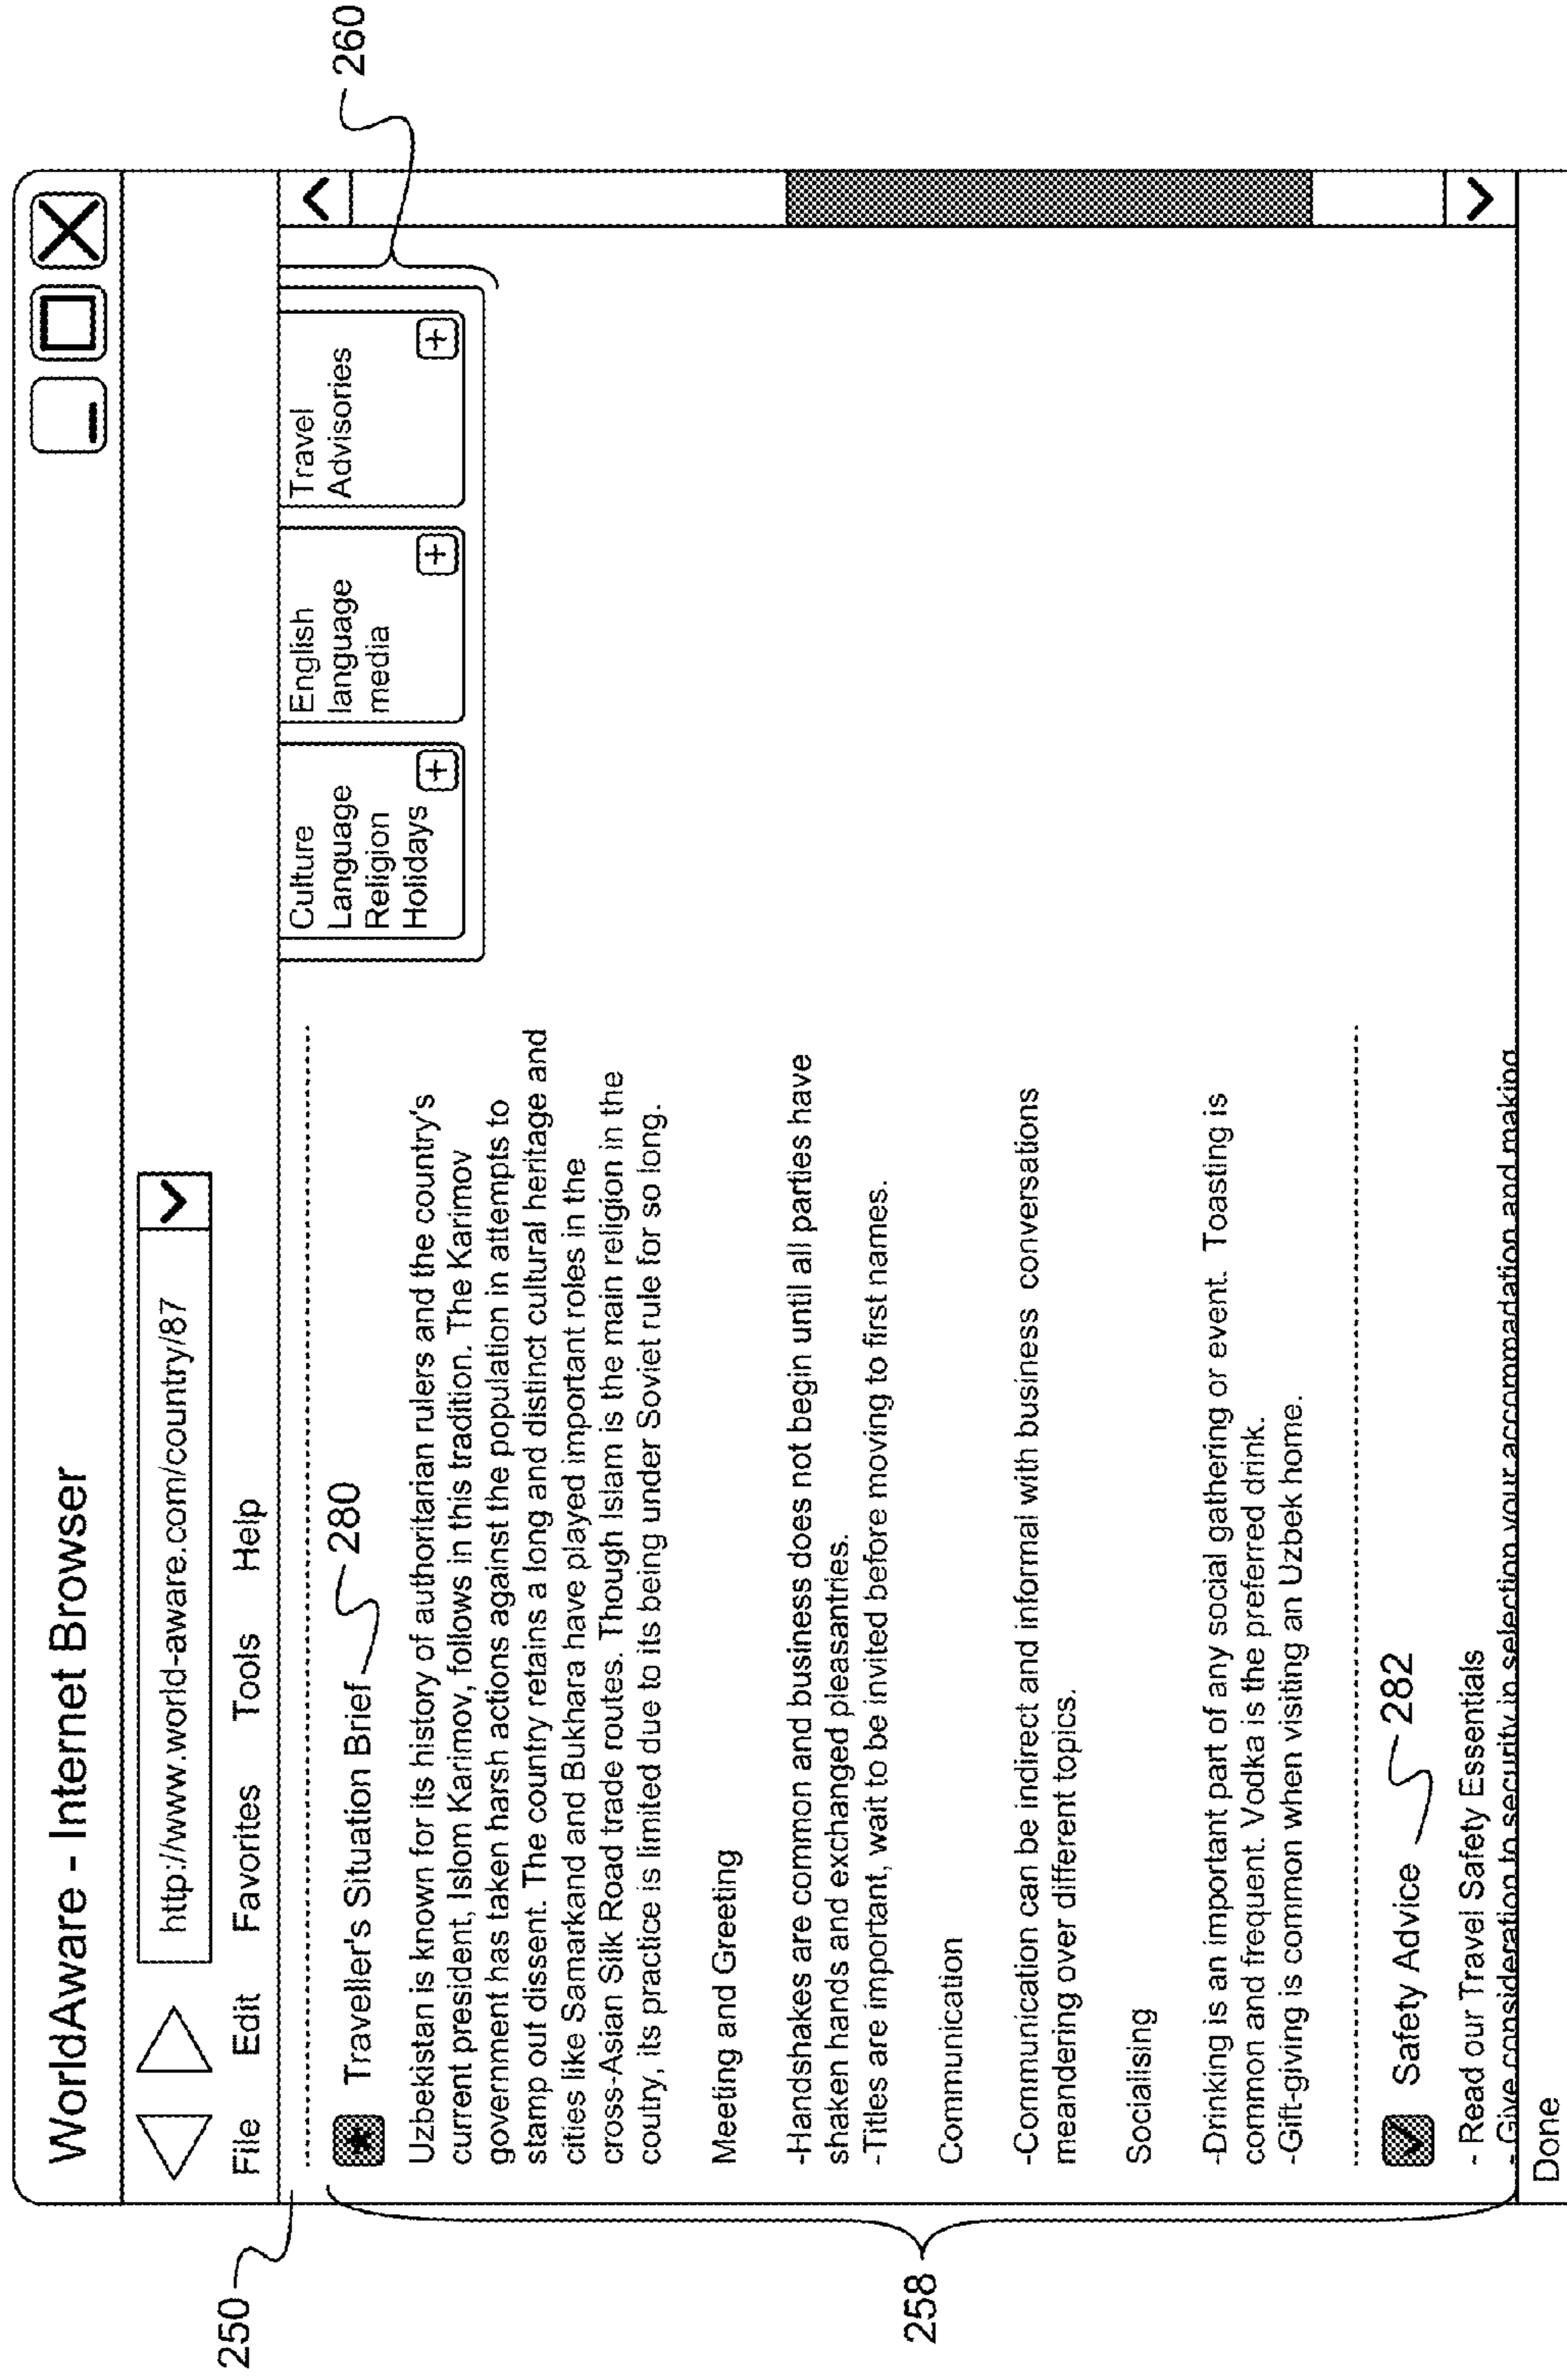 WorldAware - Internet Browser
http://www.world-aware.com/country/87
File Edit Favorites Tools Help
250
Traveller's Situation Brief 280
Uzbekistan is known for its history of authoritarian rulers and the country's
current president, Islom Karimov, follows in this tradition. The Karimov
government has taken harsh actions against the population in attempts to
stamp out dissent. The country retains a long and distinct cultural heritage and
cities like Samarkand and Bukhara have played important roles in the
cross-Asian Silk Road trade routes. Though Islam is the main religion in the
coutry, its practice is limited due to its being under Soviet rule for so long.
Meeting and Greeting
-Handshakes are common and business does not begin until all parties have
shaken hands and exchanged pleasantries.
-Titles are important, wait to be invited before moving to first names.
Communication
-Communication can be indirect and informal with business conversations
meandering over different topics.
Socialising
-Drinking is an important part of any social gathering or event. Toasting is
common and frequent. Vodka is the preferred drink.
-Gift-giving is common when visiting an Uzbek home.
258
Safety Advice 282
- Read our Travel Safety Essentials
- Give consideration to security in selection your accommodation and making
Done
Culture
Language
Religion
Holidays +
English
language
media +
Travel
Advisories +
260